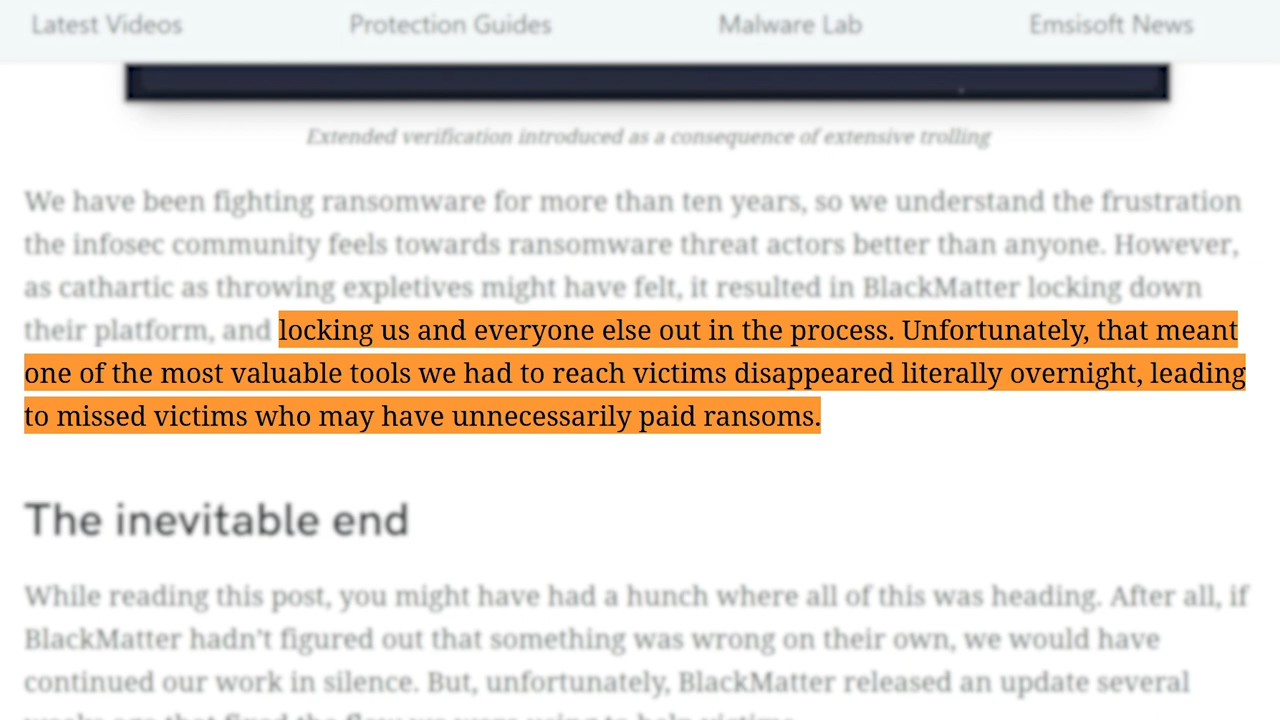 Latest Videos
Protection Guides
Malware Lab
Emsisoft News
Extended verification introduced as a consequence of extensive trolling
We have been fighting ransomware for more than ten years, so we understand the frustration
the infosec community feels towards ransomware threat actors better than anyone. However,
as cathartic as throwing expletives might have felt, it resulted in BlackMatter locking down
their platform, and locking us and everyone else out in the process. Unfortunately, that meant
one of the most valuable tools we had to reach victims disappeared literally overnight, leading
to missed victims who may have unnecessarily paid ransoms.
The inevitable end
While reading this post, you might have had a hunch where all of this was heading. After all, if
BlackMatter hadn't figured out that something was wrong on their own, we would have
continued our work in silence. But, unfortunately, BlackMatter released an update several